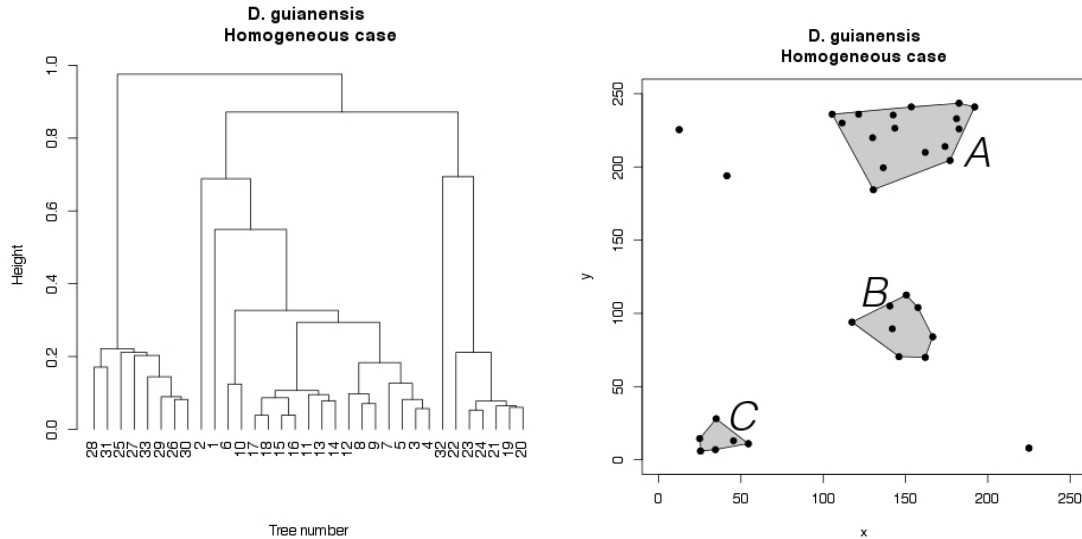 D. guianensis
Homogeneous case
Height
0.0 0.2 0.4 0.6 0.8 1.0
28 31 25 27 33 29 26 30 2 1 6 10 17 18 15 16 11 13 14 12 8 9 7 5 3 4 32 22 23 24 21 19 20
Tree number
D. guianensis
Homogeneous case
y
0 50 100 150 200 250
A
B
C
0 50 100 150 200 250
x